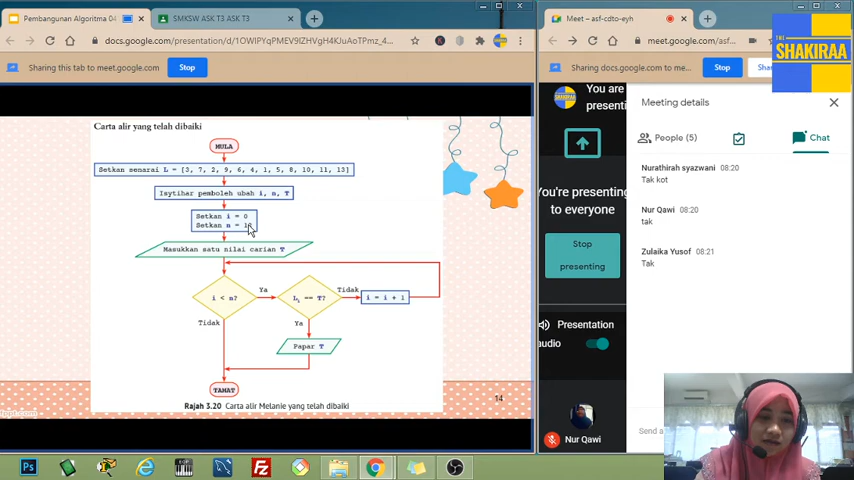 Pembangunan Algoritma 04
SMKSW ASK T3 ASK T3
docs.google.com/presentation/d/1OWIPYqPMEV9IZHVgH4KJuAoTpmz_4...
Sharing this tab to meet.google.com
Stop
Carta alir yang telah dibaiki
MULA
Setkan senarai L = [3, 7, 2, 9, 6, 4, 1, 5, 8, 10, 11, 13]
Isytihar pemboleh ubah i, n, T
Setkan i = 0
Setkan n =
Masukkan satu nilai carian T
i < n?
Ya
Li == T?
Tidak
i = i + 1
Tidak
Ya
Papar T
TAMAT
Rajah 3.20 Carta alir Melanie yang telah dibaiki
14
Meet – asf-cdto-eyh
meet.google.com/asf...
Sharing docs.google.com to me...
Stop
THE
SHAKIRAA
You are
presenti
You're presenting
to everyone
Stop
presenting
Presentation
audio
Nur Qawi
Meeting details
People (5)
Chat
Nurathirah syazwani 08:20
Tak kot
Nur Qawi 08:20
tak
Zulaika Yusof 08:21
Tak
Send a
Ps